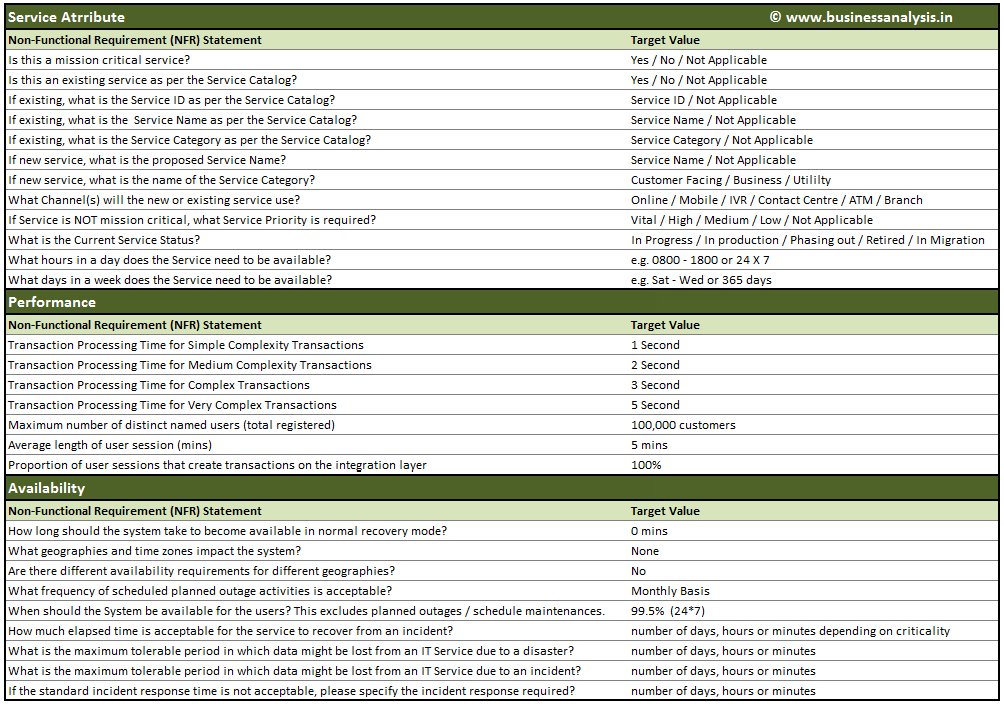 Service Atrribute © www.businessanalysis.in
Non-Functional Requirement (NFR) Statement Target Value
Is this a mission critical service? Yes / No / Not Applicable
Is this an existing service as per the Service Catalog? Yes / No / Not Applicable
If existing, what is the Service ID as per the Service Catalog? Service ID / Not Applicable
If existing, what is the  Service Name as per the Service Catalog? Service Name / Not Applicable
If existing, what is the Service Category as per the Service Catalog? Service Category / Not Applicable
If new service, what is the proposed Service Name? Service Name / Not Applicable
If new service, what is the name of the Service Category? Customer Facing / Business / Utililty
What Channel(s) will the new or existing service use? Online / Mobile / IVR / Contact Centre / ATM / Branch
If Service is NOT mission critical, what Service Priority is required? Vital / High / Medium / Low / Not Applicable
What is the Current Service Status? In Progress / In production / Phasing out / Retired / In Migration
What hours in a day does the Service need to be available? e.g. 0800 - 1800 or 24 X 7
What days in a week does the Service need to be available? e.g. Sat - Wed or 365 days
Performance
Non-Functional Requirement (NFR) Statement Target Value
Transaction Processing Time for Simple Complexity Transactions 1 Second
Transaction Processing Time for Medium Complexity Transactions 2 Second
Transaction Processing Time for Complex Transactions 3 Second
Transaction Processing Time for Very Complex Transactions 5 Second
Maximum number of distinct named users (total registered) 100,000 customers
Average length of user session (mins) 5 mins
Proportion of user sessions that create transactions on the integration layer 100%
Availability
Non-Functional Requirement (NFR) Statement Target Value
How long should the system take to become available in normal recovery mode? 0 mins
What geographies and time zones impact the system? None
Are there different availability requirements for different geographies? No
What frequency of scheduled planned outage activities is acceptable? Monthly Basis
When should the System be available for the users? This excludes planned outages / schedule maintenances. 99.5%  (24*7)
How much elapsed time is acceptable for the service to recover from an incident? number of days, hours or minutes depending on criticality
What is the maximum tolerable period in which data might be lost from an IT Service due to a disaster? number of days, hours or minutes
What is the maximum tolerable period in which data might be lost from an IT Service due to an incident? number of days, hours or minutes
If the standard incident response time is not acceptable, please specify the incident response required? number of days, hours or minutes